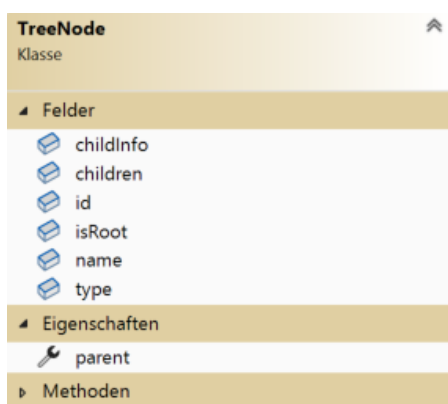 TreeNode
Klasse
Felder
childInfo
children
id
isRoot
name
type
Eigenschaften
parent
Methoden